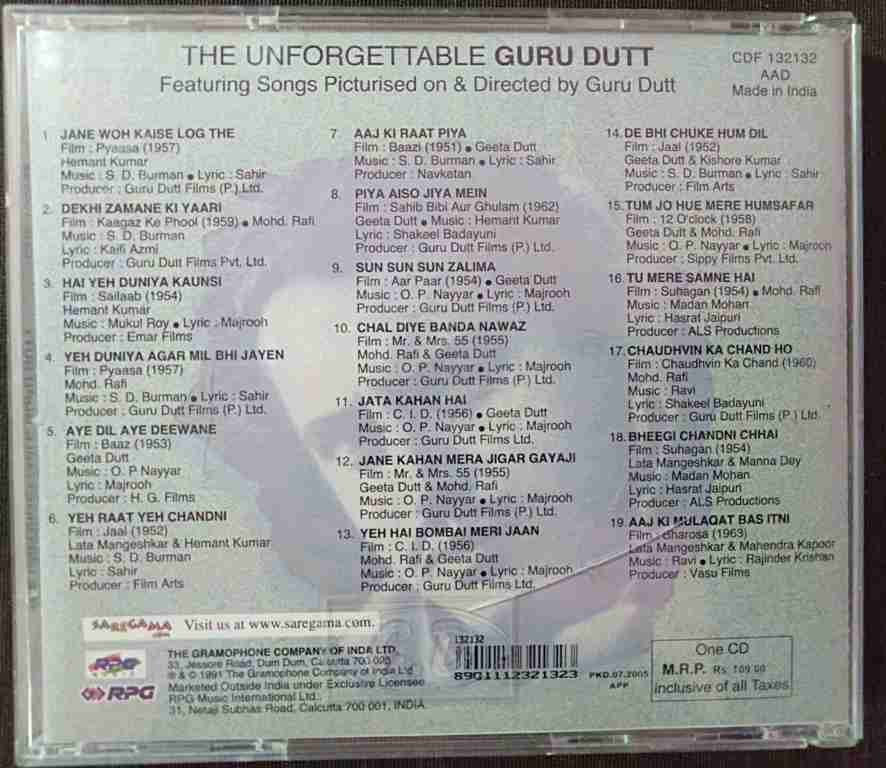 THE UNFORGETTABLE GURU DUTT
Featuring Songs Picturised on & Directed by Guru Dutt
CDF 132132
AAD
Made in India
1. JANE WOH KAISE LOG THE
Film : Pyaasa (1957)
Hemant Kumar
Music : S. D. Burman ● Lyric : Sahir
Producer : Guru Dutt Films (P.) Ltd.
2. DEKHI ZAMANE KI YAARI
Film : Kaagaz Ke Phool (1959) ● Mohd. Rafi
Music : S. D. Burman
Lyric : Kaifi Azmi
Producer : Guru Dutt Films Pvt. Ltd.
3. HAI YEH DUNIYA KAUNSI
Film : Sailaab (1954)
Hemant Kumar
Music : Mukul Roy ● Lyric : Majrooh
Producer : Emar Films
4. YEH DUNIYA AGAR MIL BHI JAYEN
Film : Pyaasa (1957)
Mohd. Rafi
Music : S. D. Burman ● Lyric : Sahir
Producer : Guru Dutt Films (P.) Ltd.
5. AYE DIL AYE DEEWANE
Film : Baaz (1953)
Geeta Dutt
Music : O. P Nayyar
Lyric : Majrooh
Producer : H. G. Films
6. YEH RAAT YEH CHANDNI
Film : Jaal (1952)
Lata Mangeshkar & Hemant Kumar
Music : S. D. Burman
Lyric : Sahir
Producer : Film Arts
7. AAJ KI RAAT PIYA
Film : Baazi (1951) ● Geeta Dutt
Music : S. D. Burman ● Lyric : Sahir
Producer : Navkatan
8. PIYA AISO JIYA MEIN
Film : Sahib Bibi Aur Ghulam (1962)
Geeta Dutt ● Music : Hemant Kumar
Lyric : Shakeel Badayuni
Producer : Guru Dutt Films (P.) Ltd.
9. SUN SUN SUN ZALIMA
Film : Aar Paar (1954) ● Geeta Dutt
Music : O. P. Nayyar ● Lyric : Majrooh
Producer : Guru Dutt Films (P.) Ltd.
10. CHAL DIYE BANDA NAWAZ
Film : Mr. & Mrs. 55 (1955)
Mohd. Rafi & Geeta Dutt
Music : O. P. Nayyar ● Lyric : Majrooh
Producer : Guru Dutt Films (P.) Ltd.
11. JATA KAHAN HAI
Film : C. I. D. (1956) ● Geeta Dutt
Music : O. P. Nayyar ● Lyric : Majrooh
Producer : Guru Dutt Films Ltd.
12. JANE KAHAN MERA JIGAR GAYAJI
Film : Mr. & Mrs. 55 (1955)
Geeta Dutt & Mohd. Rafi
Music : O. P. Nayyar ● Lyric : Majrooh
Producer : Guru Dutt Films (P.) Ltd.
13. YEH HAI BOMBAI MERI JAAN
Film : C. I. D. (1956)
Mohd. Rafi & Geeta Dutt
Music : O. P. Nayyar ● Lyric : Majrooh
Producer : Guru Dutt Films Ltd.
14. DE BHI CHUKE HUM DIL
Film : Jaal (1952)
Geeta Dutt & Kishore Kumar
Music : S. D. Burman ● Lyric : Sahir
Producer : Film Arts
15. TUM JO HUE MERE HUMSAFAR
Film : 12 O'clock (1958)
Geeta Dutt & Mohd. Rafi
Music : O. P. Nayyar ● Lyric : Majrooh
Producer : Sippy Films Pvt. Ltd.
16. TU MERE SAMNE HAI
Film : Suhagan (1954) ● Mohd. Rafi
Music : Madan Mohan
Lyric : Hasrat Jaipuri
Producer : ALS Productions
17. CHAUDHVIN KA CHAND HO
Film : Chaudhvin Ka Chand (1960)
Mohd. Rafi
Music : Ravi
Lyric : Shakeel Badayuni
Producer : Guru Dutt Films (P.) Ltd.
18. BHEEGI CHANDNI CHHAI
Film : Suhagan (1954)
Lata Mangeshkar & Manna Dey
Music : Madan Mohan
Lyric : Hasrat Jaipuri
Producer : ALS Productions
19. AAJ KI MULAQAT BAS ITNI
Film : Bharosa (1963)
Lata Mangeshkar & Mahendra Kapoor
Music : Ravi ● Lyric : Rajinder Krishan
Producer : Vasu Films
SAREGAMA.com Visit us at www.saregama.com.
RPG
RPG
THE GRAMOPHONE COMPANY OF INDA LTD.
33, Jessore Road, Dum Dum, Calcutta 700 028
℗ & © 1991 The Gramophone Company of India Ltd
Marketed Outside India under Exclusive Licensee
RPG Music International Ltd.
31, Netaji Subhas Road, Calcutta 700 001, INDIA.
132132
8901112321323
PKD.07.2005
APP
One CD
M.R.P. Rs 109.00
inclusive of all Taxes